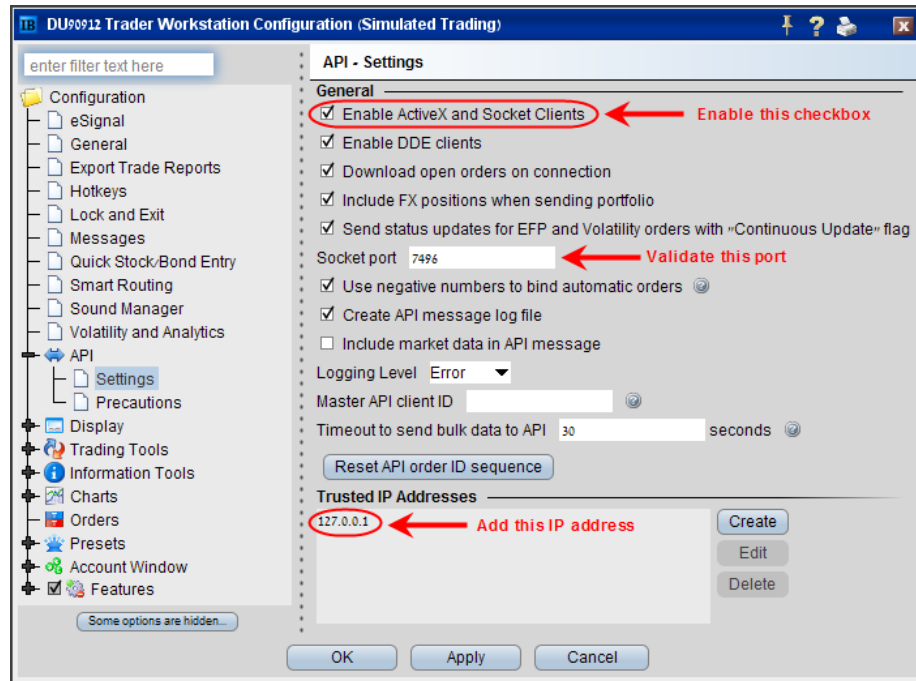 IB DU90912 Trader Workstation Configuration (Simulated Trading)
?
enter filter text here
Configuration
eSignal
General
Export Trade Reports
Hotkeys
Lock and Exit
Messages
Quick Stock/Bond Entry
Smart Routing
Sound Manager
Volatility and Analytics
API
Settings
Precautions
Display
Trading Tools
Information Tools
Charts
Orders
Presets
Account Window
Features
Some options are hidden...
API - Settings
General
Enable ActiveX and Socket Clients Enable this checkbox
Enable DDE clients
Download open orders on connection
Include FX positions when sending portfolio
Send status updates for EFP and Volatility orders with "Continuous Update" flag
Socket port 7496 Validate this port
Use negative numbers to bind automatic orders ?
Create API message log file
Include market data in API message
Logging Level Error
Master API client ID ?
Timeout to send bulk data to API 30 seconds ?
Reset API order ID sequence
Trusted IP Addresses
127.0.0.1 Add this IP address
Create
Edit
Delete
OK Apply Cancel